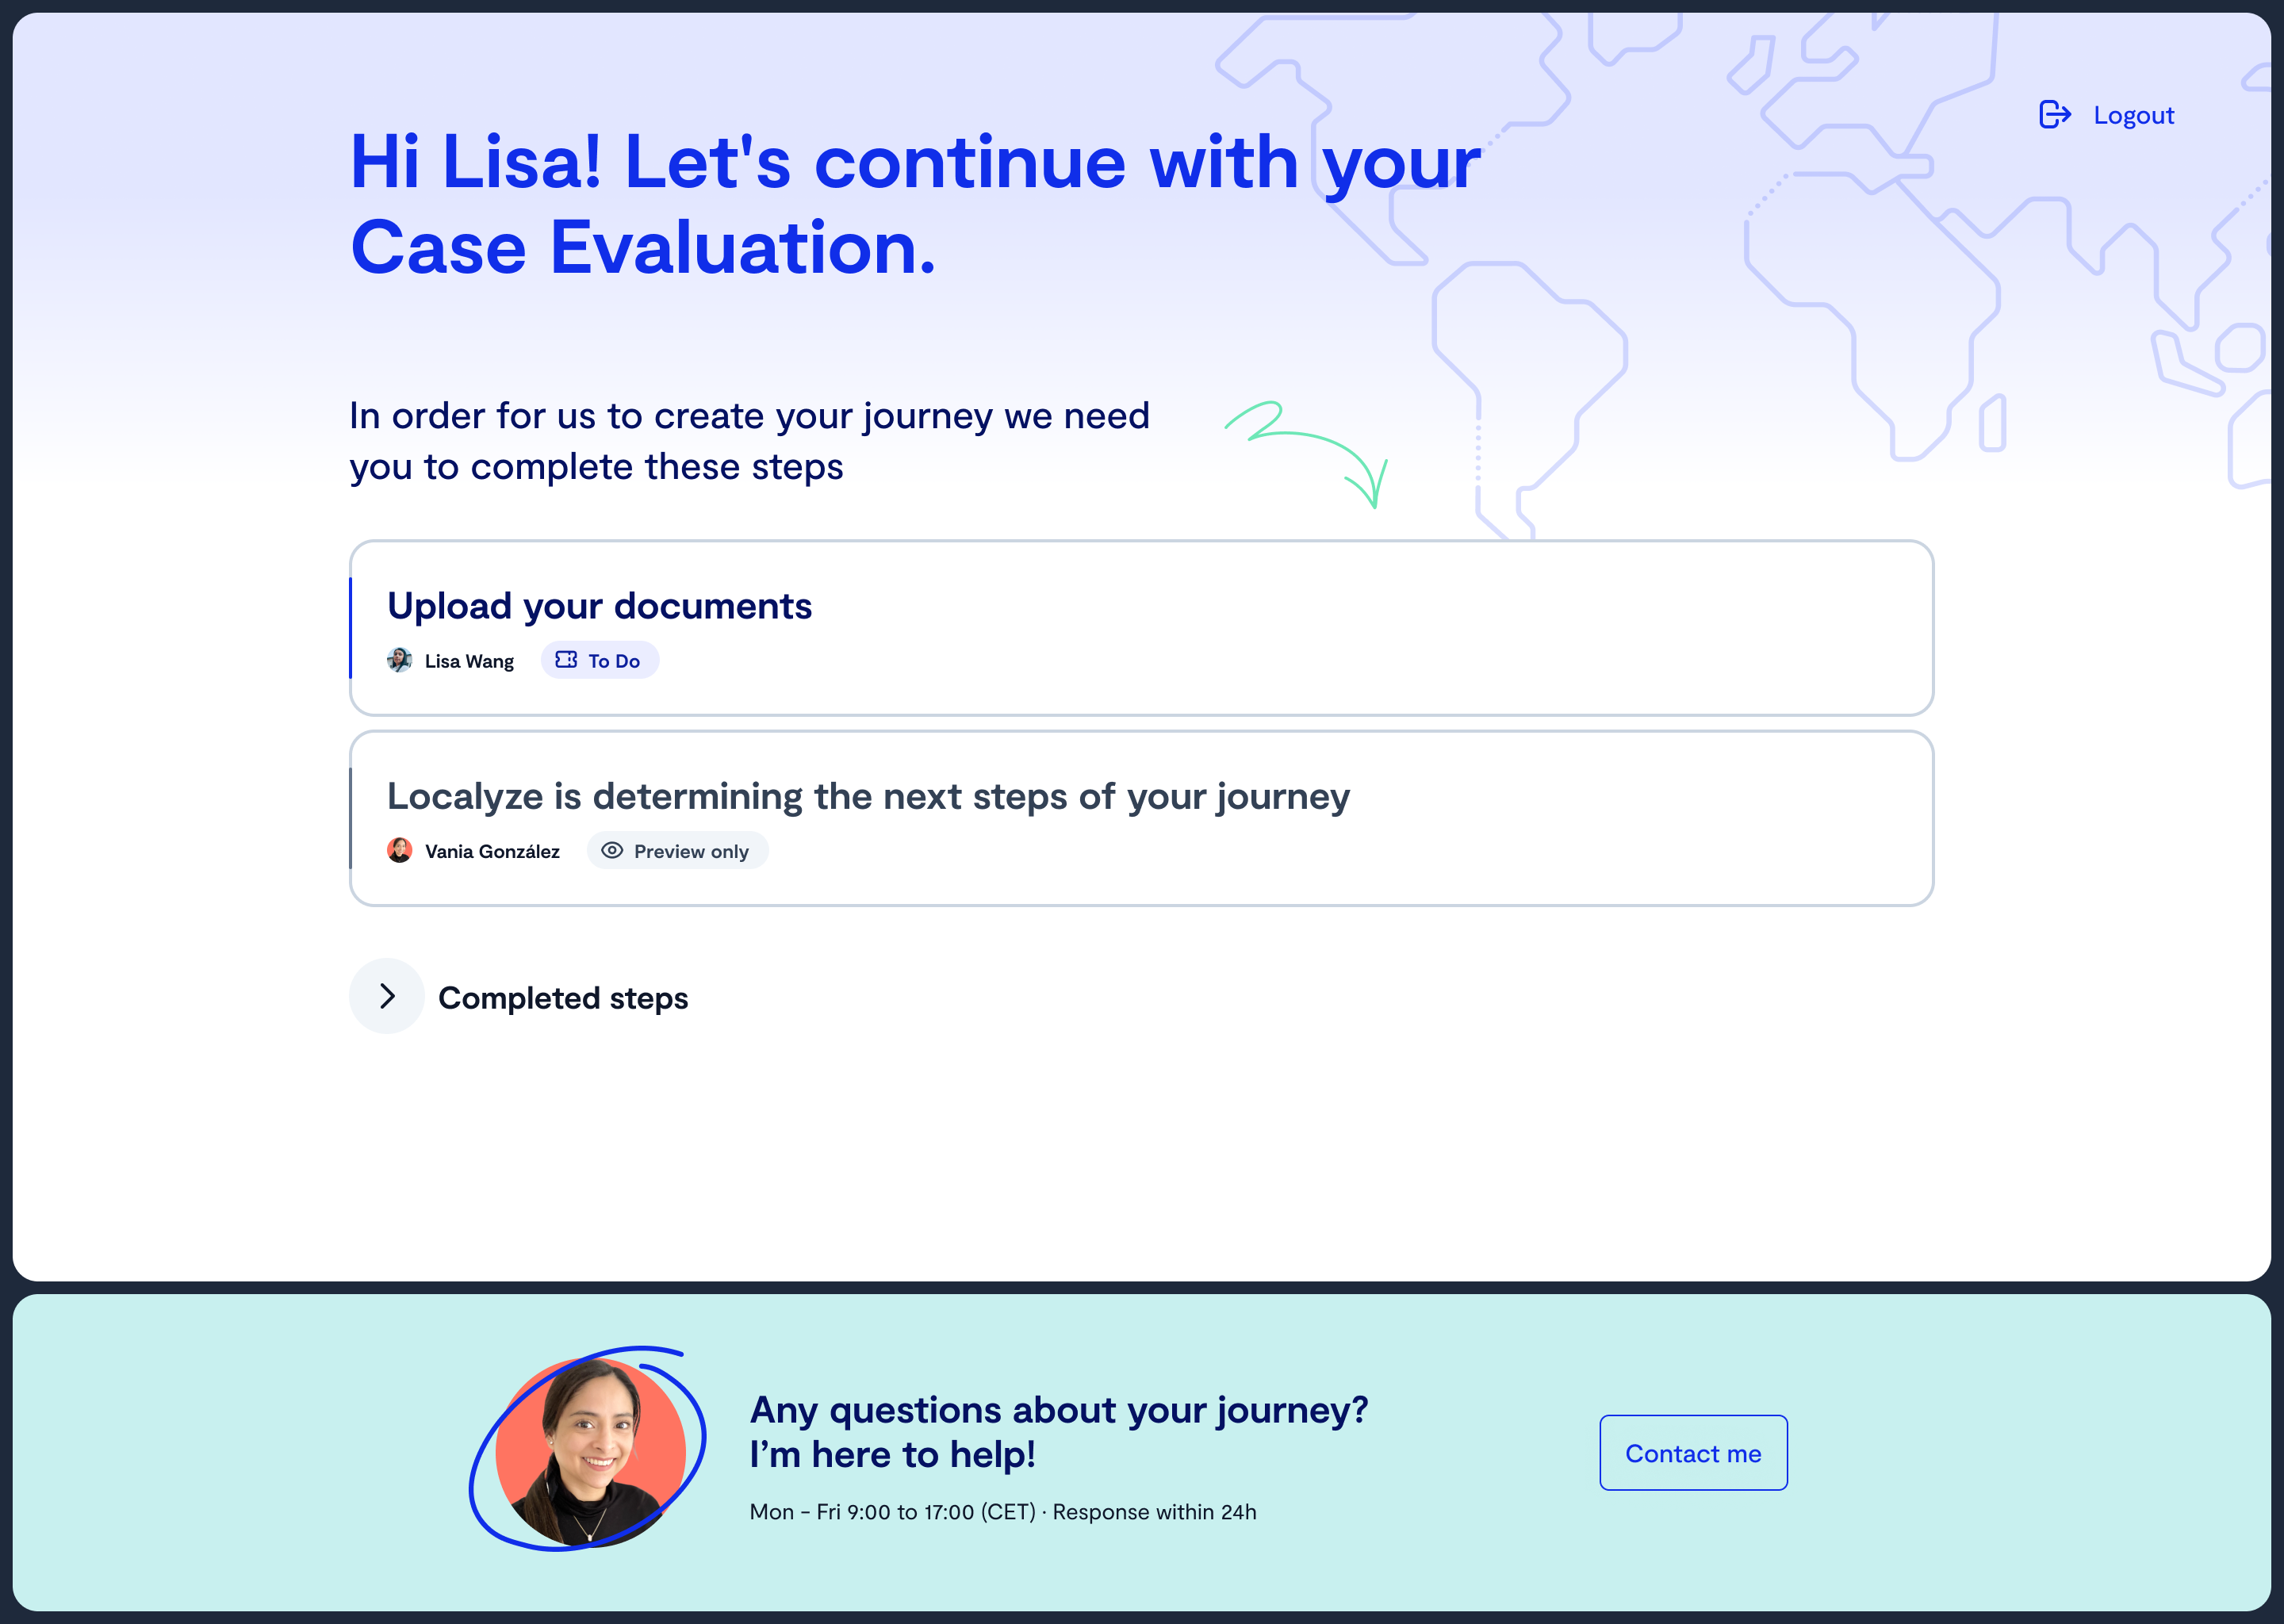 Logout
Hi Lisa! Let's continue with your
Case Evaluation.
In order for us to create your journey we need
you to complete these steps
Upload your documents
Lisa Wang To Do
Localyze is determining the next steps of your journey
Vania González Preview only
Completed steps
Any questions about your journey?
I’m here to help!
Mon - Fri 9:00 to 17:00 (CET) · Response within 24h
Contact me